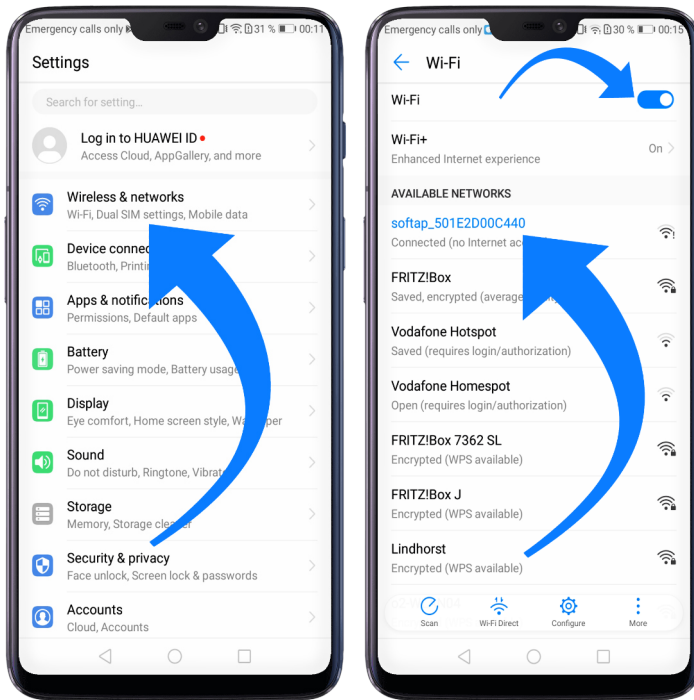 Emergency calls only
31 %
00:11
Settings
Search for setting...
Log in to HUAWEI ID
Access Cloud, AppGallery, and more
Wireless & networks
Wi-Fi, Dual SIM settings, Mobile data
Device connec
Bluetooth, Printin
Apps & notifications
Permissions, Default apps
Battery
Power saving mode, Battery usage
Display
Eye comfort, Home screen style, Wa per
Sound
Do not disturb, Ringtone, Vibrat
Storage
Memory, Storage cleaner
Security & privacy
Face unlock, Screen lock & passwords
Accounts
Cloud, Accounts
Emergency calls only
30 %
00:15
Wi-Fi
Wi-Fi
Wi-Fi+
Enhanced Internet experience
On
AVAILABLE NETWORKS
softap_501E2D00C440
Connected (no Internet acc
FRITZ!Box
Saved, encrypted (average
Vodafone Hotspot
Saved (requires login/authorization)
Vodafone Homespot
Open (requires login/authorization)
FRITZ!Box 7362 SL
Encrypted (WPS available)
FRITZ!Box J
Encrypted (WPS available)
Lindhorst
Encrypted (WPS available)
Scan
Wi-Fi Direct
Configure
More